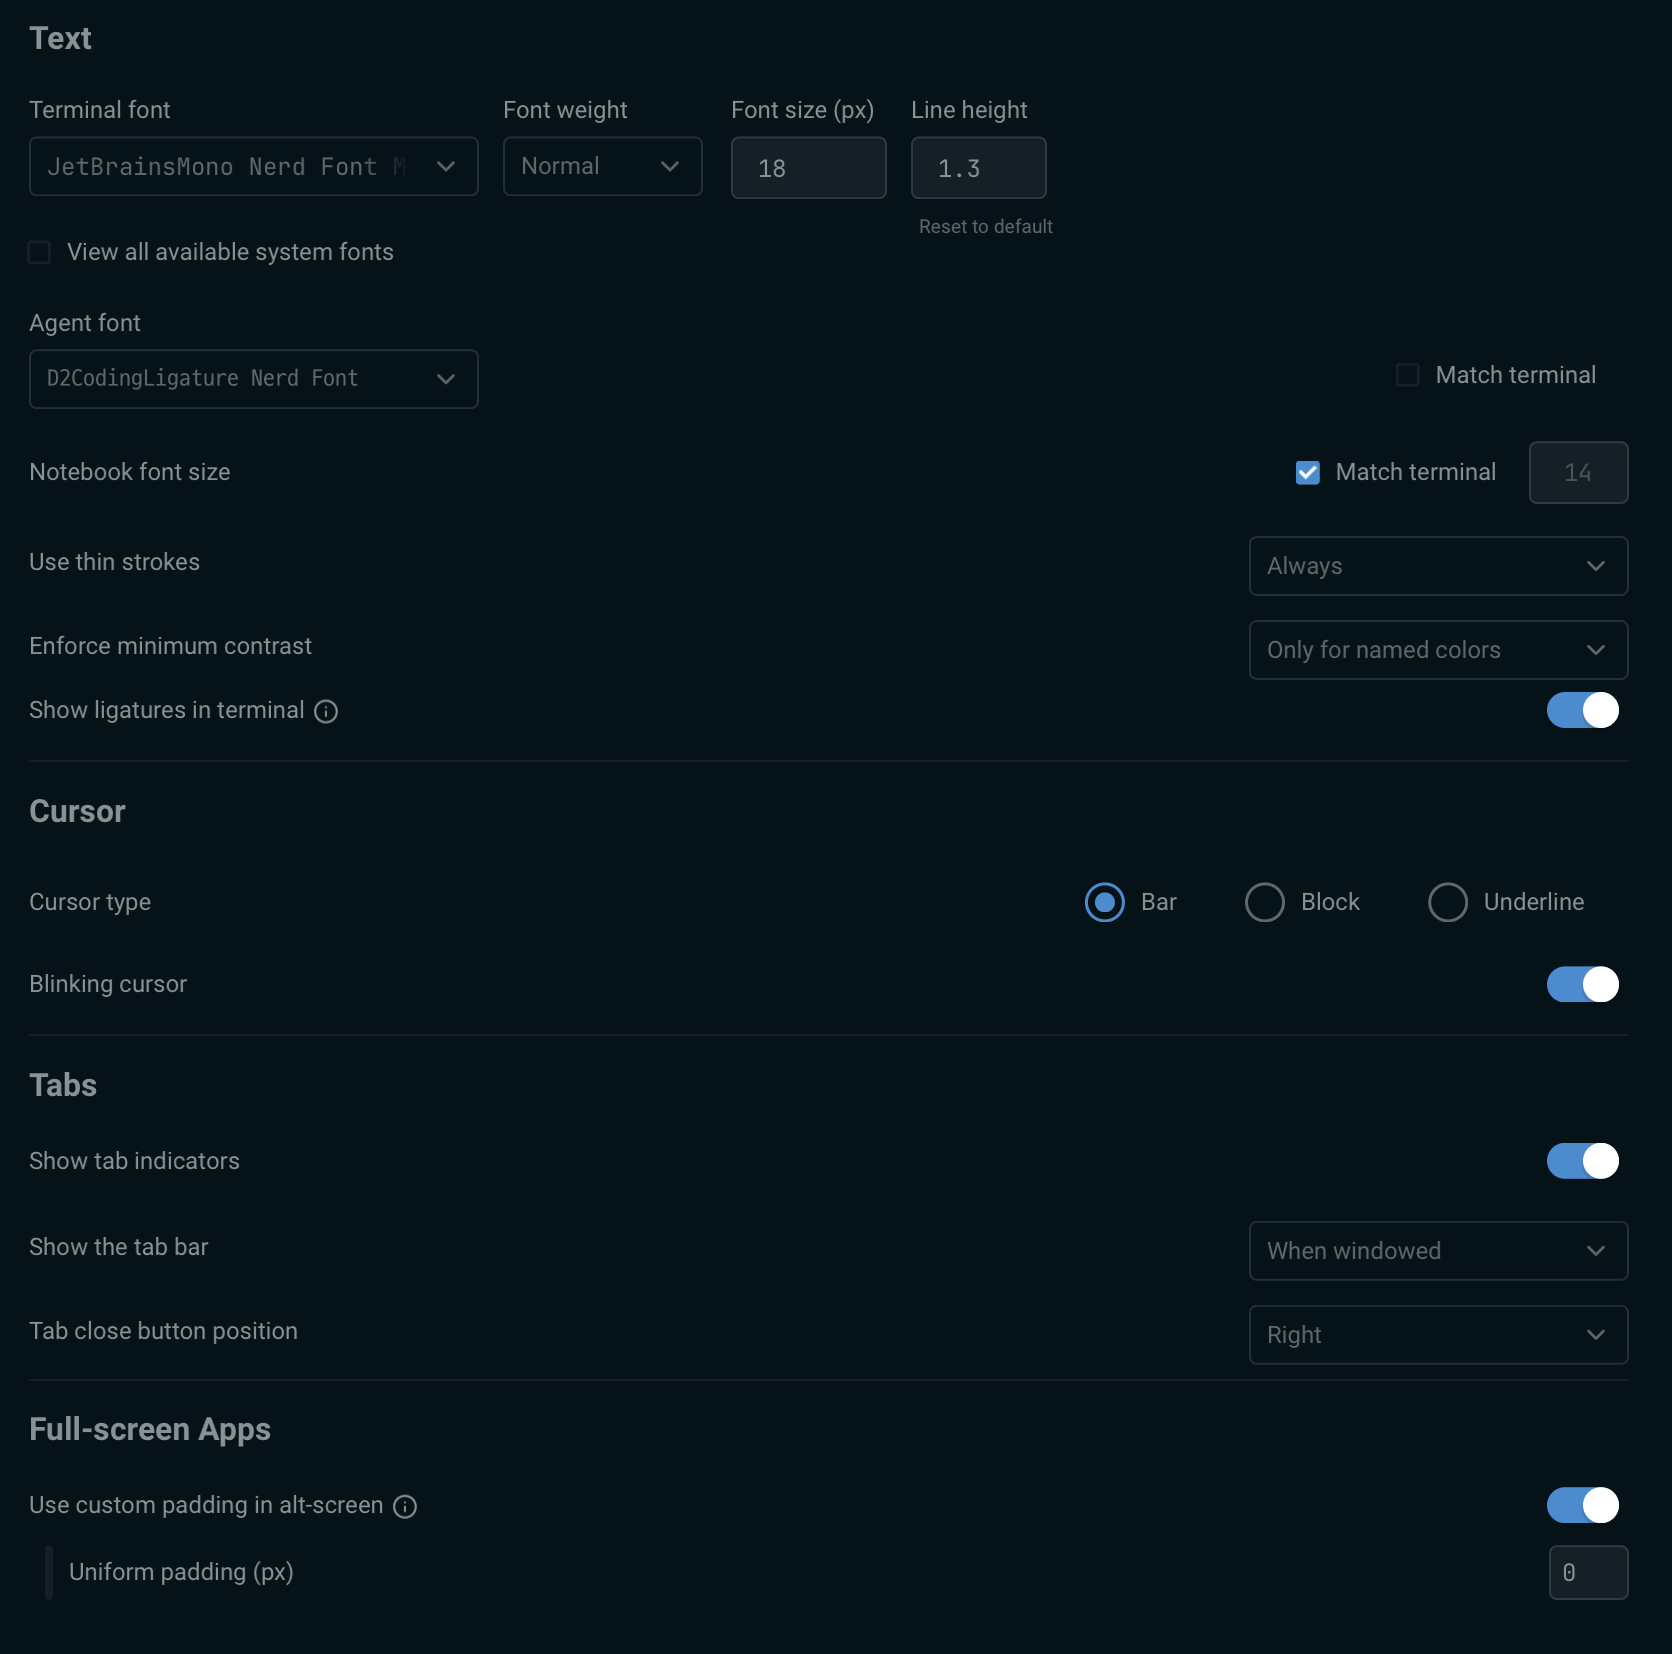 Text
Terminal font Font weight Font size (px) Line height
JetBrainsMono Nerd Font M Normal 18 1.3
Reset to default
View all available system fonts
Agent font
D2CodingLigature Nerd Font Match terminal
Notebook font size Match terminal 14
Use thin strokes Always
Enforce minimum contrast Only for named colors
Show ligatures in terminal
Cursor
Cursor type Bar Block Underline
Blinking cursor
Tabs
Show tab indicators
Show the tab bar When windowed
Tab close button position Right
Full-screen Apps
Use custom padding in alt-screen
Uniform padding (px) 0